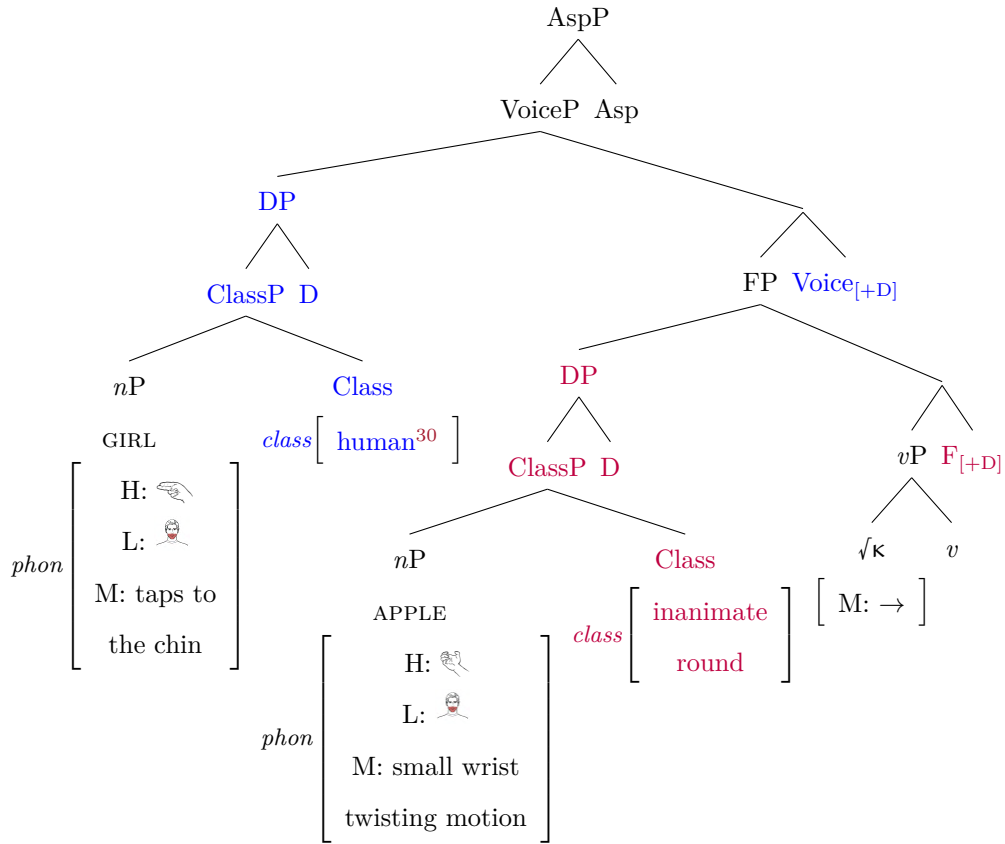 AspP
VoiceP Asp
DP
FP Voice[+D]
ClassP D
DP
nP Class
vP F[+D]
GIRL
class[ human30 ]
ClassP D
phon
H:
L:
M: taps to
the chin
nP Class
√κ v
APPLE
class
inanimate
round
[ M: → ]
phon
H:
L:
M: small wrist
twisting motion